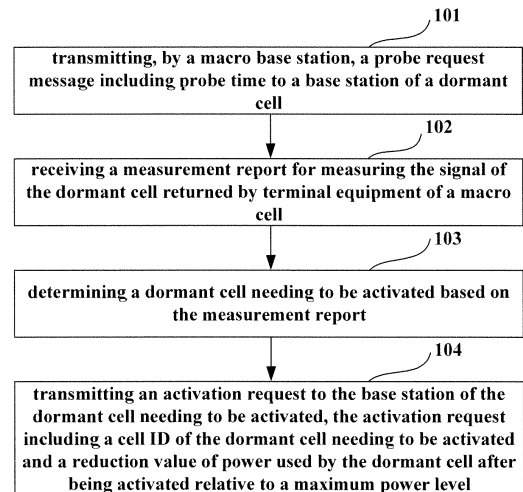 101
transmitting, by a macro base station, a probe request
message including probe time to a base station of a dormant
cell
102
receiving a measurement report for measuring the signal of
the dormant cell returned by terminal equipment of a macro
cell
103
determining a dormant cell needing to be activated based on
the measurement report
104
transmitting an activation request to the base station of the
dormant cell needing to be activated, the activation request
including a cell ID of the dormant cell needing to be activated
and a reduction value of power used by the dormant cell after
being activated relative to a maximum power level